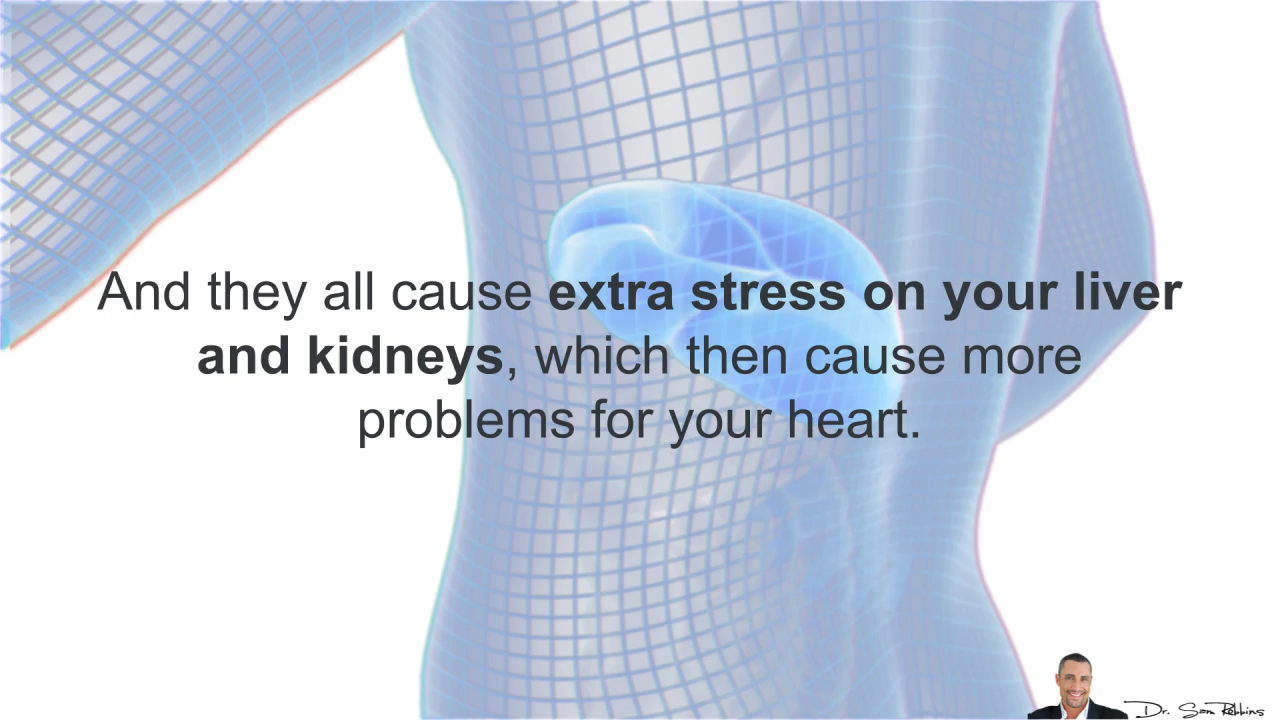 And they all cause extra stress on your liver
and kidneys, which then cause more
problems for your heart.
Dr. Sam Robbins